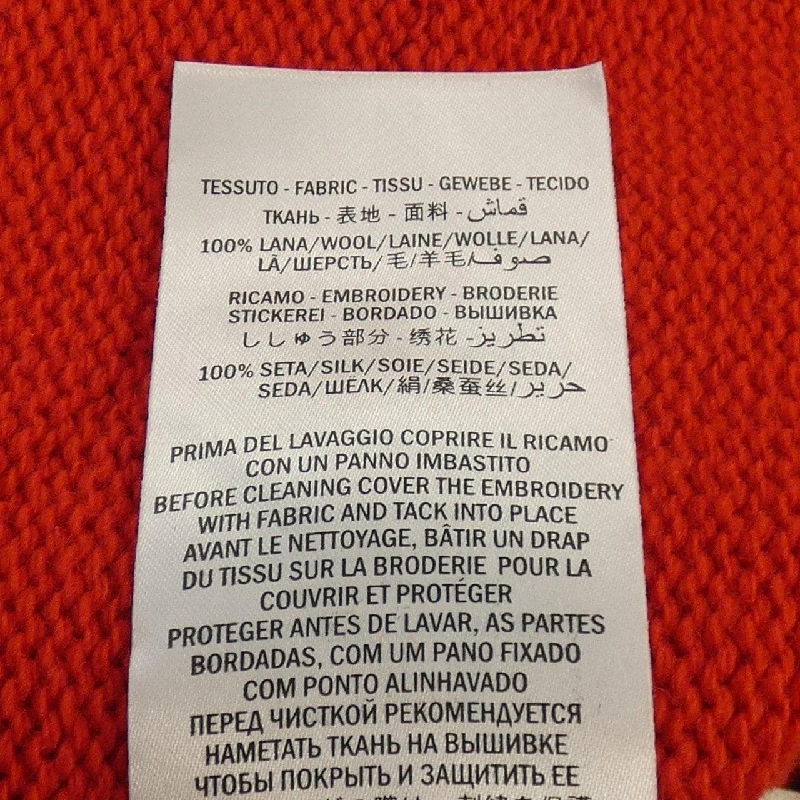 TESSUTO - FABRIC - TISSU - GEWEBE - TECIDO
ТКАНЬ - 表地 - 面料 - قماش
100% LANA/WOOL/LAINE/WOLLE/LANA/
LÃ/ШЕРСТЬ/毛/羊毛/صوف
RICAMO - EMBROIDERY - BRODERIE
STICKEREI - BORDADO - ВЫШИВКА
ししゅう部分 - 绣花 - تطريز
100% SETA/SILK/SOIE/SEIDE/SEDA/
SEDA/ШЕЛК/絹/桑蚕丝/حرير
PRIMA DEL LAVAGGIO COPRIRE IL RICAMO
CON UN PANNO IMBASTITO
BEFORE CLEANING COVER THE EMBROIDERY
WITH FABRIC AND TACK INTO PLACE
AVANT LE NETTOYAGE, BÂTIR UN DRAP
DU TISSU SUR LA BRODERIE POUR LA
COUVRIR ET PROTÉGER
PROTEGER ANTES DE LAVAR, AS PARTES
BORDADAS, COM UM PANO FIXADO
COM PONTO ALINHAVADO
ПЕРЕД ЧИСТКОЙ РЕКОМЕНДУЕТСЯ
НАМЕТАТЬ ТКАНЬ НА ВЫШИВКЕ
ЧТОБЫ ПОКРЫТЬ И ЗАЩИТИТЬ ЕЕ